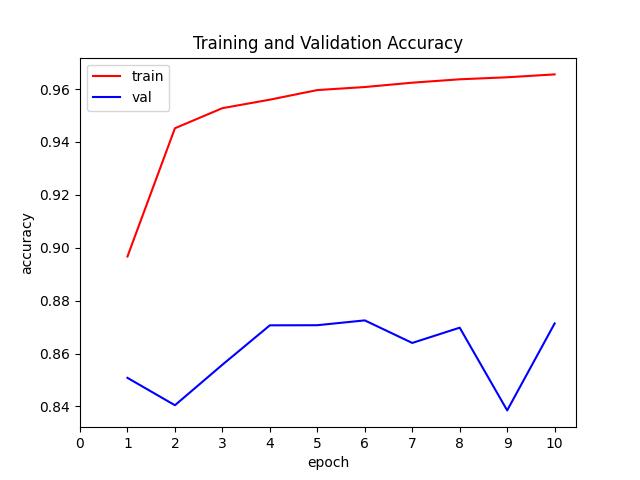 Training and Validation Accuracy
train
val
0.96
0.94
0.92
0.90
0.88
0.86
0.84
accuracy
0 1 2 3 4 5 6 7 8 9 10
epoch